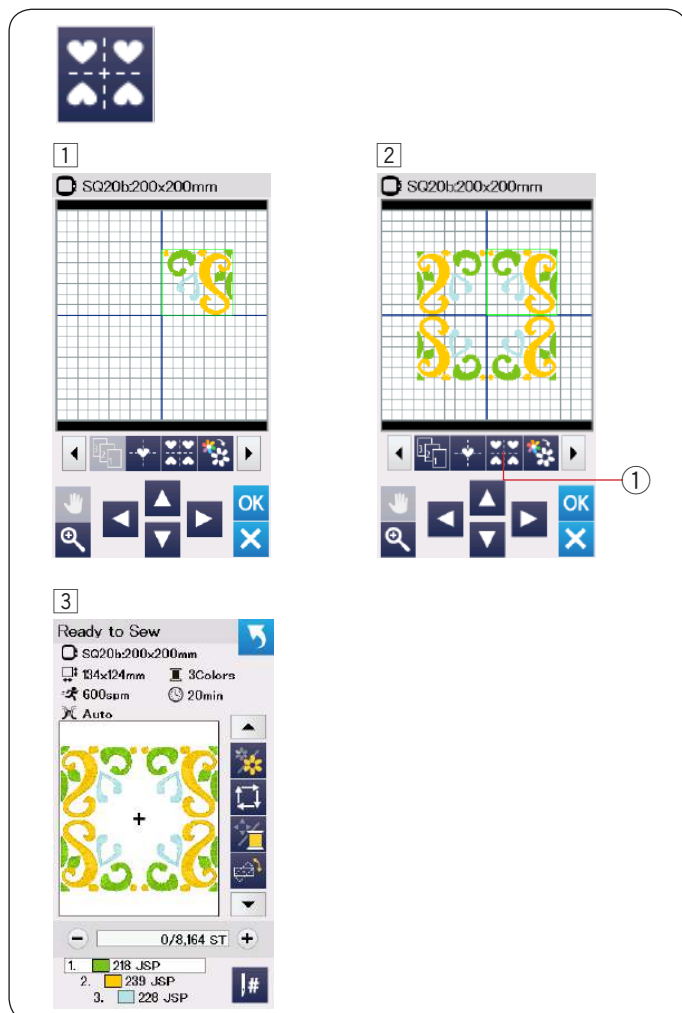 1
SQ20b:200x200mm
OK
2
SQ20b:200x200mm
OK
1
3
Ready to Sew
SQ20b:200x200mm
134x124mm 3Colors
600spm 20min
Auto
0/8,164 ST
1. 218 JSP
2. 239 JSP
3. 228 JSP
#